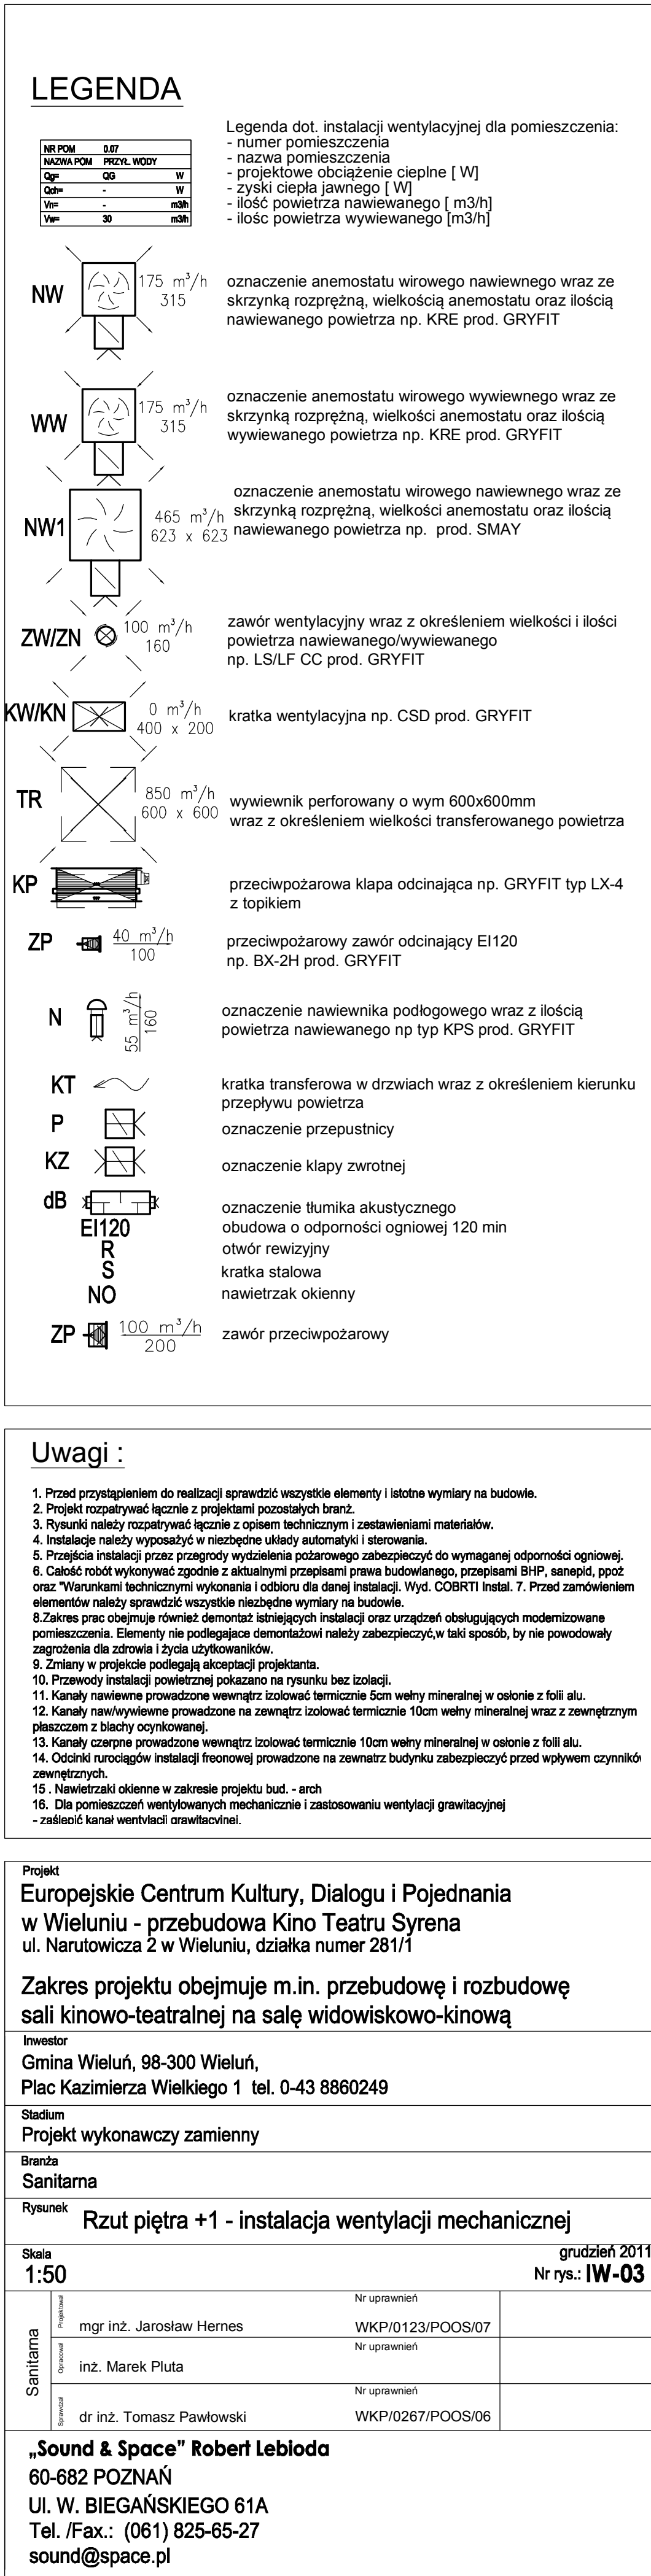 LEGENDA
Legenda dot. instalacji wentylacyjnej dla pomieszczenia:
- numer pomieszczenia
- nazwa pomieszczenia
- projektowe obciążenie cieplne [ W]
- zyski ciepła jawnego [ W]
- ilość powietrza nawiewanego [ m3/h]
- ilośc powietrza wywiewanego [m3/h]
NR POM 0.07
NAZWA POM PRZYŁ. WODY
Qg= QG W
Qch= - W
Vn= - m3/h
Vw= 30 m3/h
NW 175 m³/h
315
oznaczenie anemostatu wirowego nawiewnego wraz ze
skrzynką rozprężną, wielkością anemostatu oraz ilością
nawiewanego powietrza np. KRE prod. GRYFIT
WW 175 m³/h
315
oznaczenie anemostatu wirowego wywiewnego wraz ze
skrzynką rozprężną, wielkości anemostatu oraz ilością
wywiewanego powietrza np. KRE prod. GRYFIT
NW1 465 m³/h
623 x 623
oznaczenie anemostatu wirowego nawiewnego wraz ze
skrzynką rozprężną, wielkości anemostatu oraz ilością
nawiewanego powietrza np. prod. SMAY
ZW/ZN 100 m³/h
160
zawór wentylacyjny wraz z określeniem wielkości i ilości
powietrza nawiewanego/wywiewanego
np. LS/LF CC prod. GRYFIT
KW/KN 0 m³/h
400 x 200
kratka wentylacyjna np. CSD prod. GRYFIT
TR 850 m³/h
600 x 600
wywiewnik perforowany o wym 600x600mm
wraz z określeniem wielkości transferowanego powietrza
KP
przeciwpożarowa klapa odcinająca np. GRYFIT typ LX-4
z topikiem
ZP 40 m³/h
100
przeciwpożarowy zawór odcinający EI120
np. BX-2H prod. GRYFIT
N 55 m³/h
160
oznaczenie nawiewnika podłogowego wraz z ilością
powietrza nawiewanego np typ KPS prod. GRYFIT
KT
kratka transferowa w drzwiach wraz z określeniem kierunku
przepływu powietrza
P oznaczenie przepustnicy
KZ oznaczenie klapy zwrotnej
dB oznaczenie tłumika akustycznego
EI120 obudowa o odporności ogniowej 120 min
R otwór rewizyjny
S kratka stalowa
NO nawietrzak okienny
ZP 100 m³/h
200
zawór przeciwpożarowy
Uwagi :
1. Przed przystąpieniem do realizacji sprawdzić wszystkie elementy i istotne wymiary na budowie.
2. Projekt rozpatrywać łącznie z projektami pozostałych branż.
3. Rysunki należy rozpatrywać łącznie z opisem technicznym i zestawieniami materiałów.
4. Instalacje należy wyposażyć w niezbędne układy automatyki i sterowania.
5. Przejścia instalacji przez przegrody wydzielenia pożarowego zabezpieczyć do wymaganej odporności ogniowej.
6. Całość robót wykonywać zgodnie z aktualnymi przepisami prawa budowlanego, przepisami BHP, sanepid, ppoż
oraz "Warunkami technicznymi wykonania i odbioru dla danej instalacji. Wyd. COBRTI Instal. 7. Przed zamówieniem
elementów należy sprawdzić wszystkie niezbędne wymiary na budowie.
8.Zakres prac obejmuje również demontaż istniejących instalacji oraz urządzeń obsługujących modernizowane
pomieszczenia. Elementy nie podlegajace demontażowi należy zabezpieczyć,w taki sposób, by nie powodowały
zagrożenia dla zdrowia i życia użytkowaników.
9. Zmiany w projekcie podlegają akceptacji projektanta.
10. Przewody instalacji powietrznej pokazano na rysunku bez izolacji.
11. Kanały nawiewne prowadzone wewnątrz izolować termicznie 5cm wełny mineralnej w osłonie z folii alu.
12. Kanały naw/wywiewne prowadzone na zewnątrz izolować termicznie 10cm wełny mineralnej wraz z zewnętrznym
płaszczem z blachy ocynkowanej.
13. Kanały czerpne prowadzone wewnątrz izolować termicznie 10cm wełny mineralnej w osłonie z folii alu.
14. Odcinki rurociągów instalacji freonowej prowadzone na zewnatrz budynku zabezpieczyć przed wpływem czynników
zewnętrznych.
15 . Nawietrzaki okienne w zakresie projektu bud. - arch
16. Dla pomieszczeń wentylowanych mechanicznie i zastosowaniu wentylacji grawitacyjnej
- zaślepić kanał wentylacji grawitacyjnej.
Projekt
Europejskie Centrum Kultury, Dialogu i Pojednania
w Wieluniu - przebudowa Kino Teatru Syrena
ul. Narutowicza 2 w Wieluniu, działka numer 281/1
Zakres projektu obejmuje m.in. przebudowę i rozbudowę
sali kinowo-teatralnej na salę widowiskowo-kinową
Inwestor
Gmina Wieluń, 98-300 Wieluń,
Plac Kazimierza Wielkiego 1 tel. 0-43 8860249
Stadium
Projekt wykonawczy zamienny
Branża
Sanitarna
Rysunek
Rzut piętra +1 - instalacja wentylacji mechanicznej
Skala
1:50
grudzień 2011
Nr rys.: IW-03
Sanitarna
Projektował
mgr inż. Jarosław Hernes
Nr uprawnień
WKP/0123/POOS/07
Opracował
inż. Marek Pluta
Nr uprawnień
Sprawdzał
dr inż. Tomasz Pawłowski
Nr uprawnień
WKP/0267/POOS/06
„Sound & Space” Robert Lebioda
60-682 POZNAŃ
Ul. W. BIEGAŃSKIEGO 61A
Tel. /Fax.: (061) 825-65-27
sound@space.pl